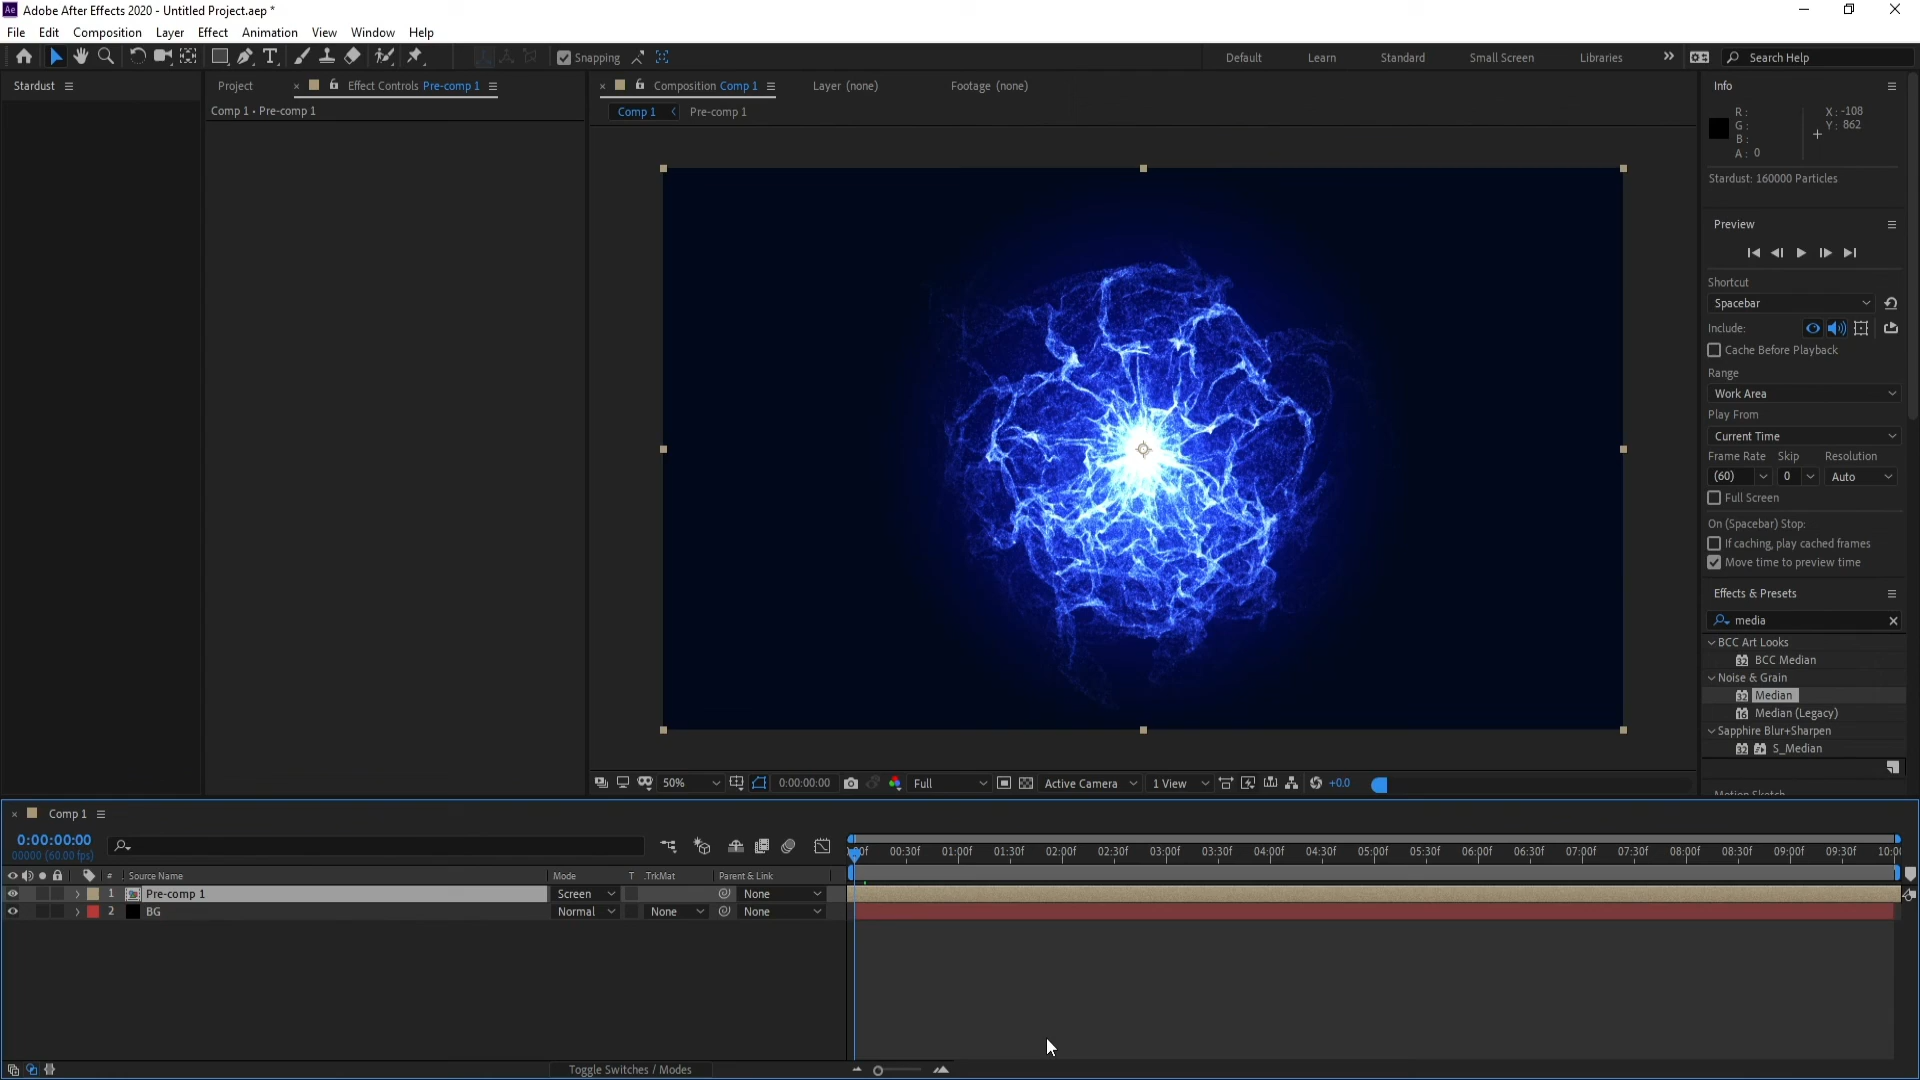 Adobe After Effects 2020 - Untitled Project.aep *
File Edit Composition Layer Effect Animation View Window Help
Snapping
Default Learn Standard Small Screen Libraries Search Help
Stardust
Project Effect Controls Pre-comp 1
Comp 1 • Pre-comp 1
Composition Comp 1 Layer (none) Footage (none)
Comp 1 Pre-comp 1
Info
R :
G :
B :
A : 0
X : -108
Y : 862
Stardust: 160000 Particles
Preview
Shortcut
Spacebar
Include:
Cache Before Playback
Range
Work Area
Play From
Current Time
Frame Rate Skip Resolution
(60) 0 Auto
Full Screen
On (Spacebar) Stop:
If caching, play cached frames
Move time to preview time
Effects & Presets
media
BCC Art Looks
BCC Median
Noise & Grain
Median
Median (Legacy)
Sapphire Blur+Sharpen
S_Median
50% 0:00:00:00 Full Active Camera 1 View +0.0
Comp 1
0:00:00:00
00000 (60.00 fps)
00:30f 01:00f 01:30f 02:00f 02:30f 03:00f 03:30f 04:00f 04:30f 05:00f 05:30f 06:00f 06:30f 07:00f 07:30f 08:00f 08:30f 09:00f 09:30f
# Source Name Mode T .TrkMat Parent & Link
1 Pre-comp 1 Screen None
2 BG Normal None None
Toggle Switches / Modes